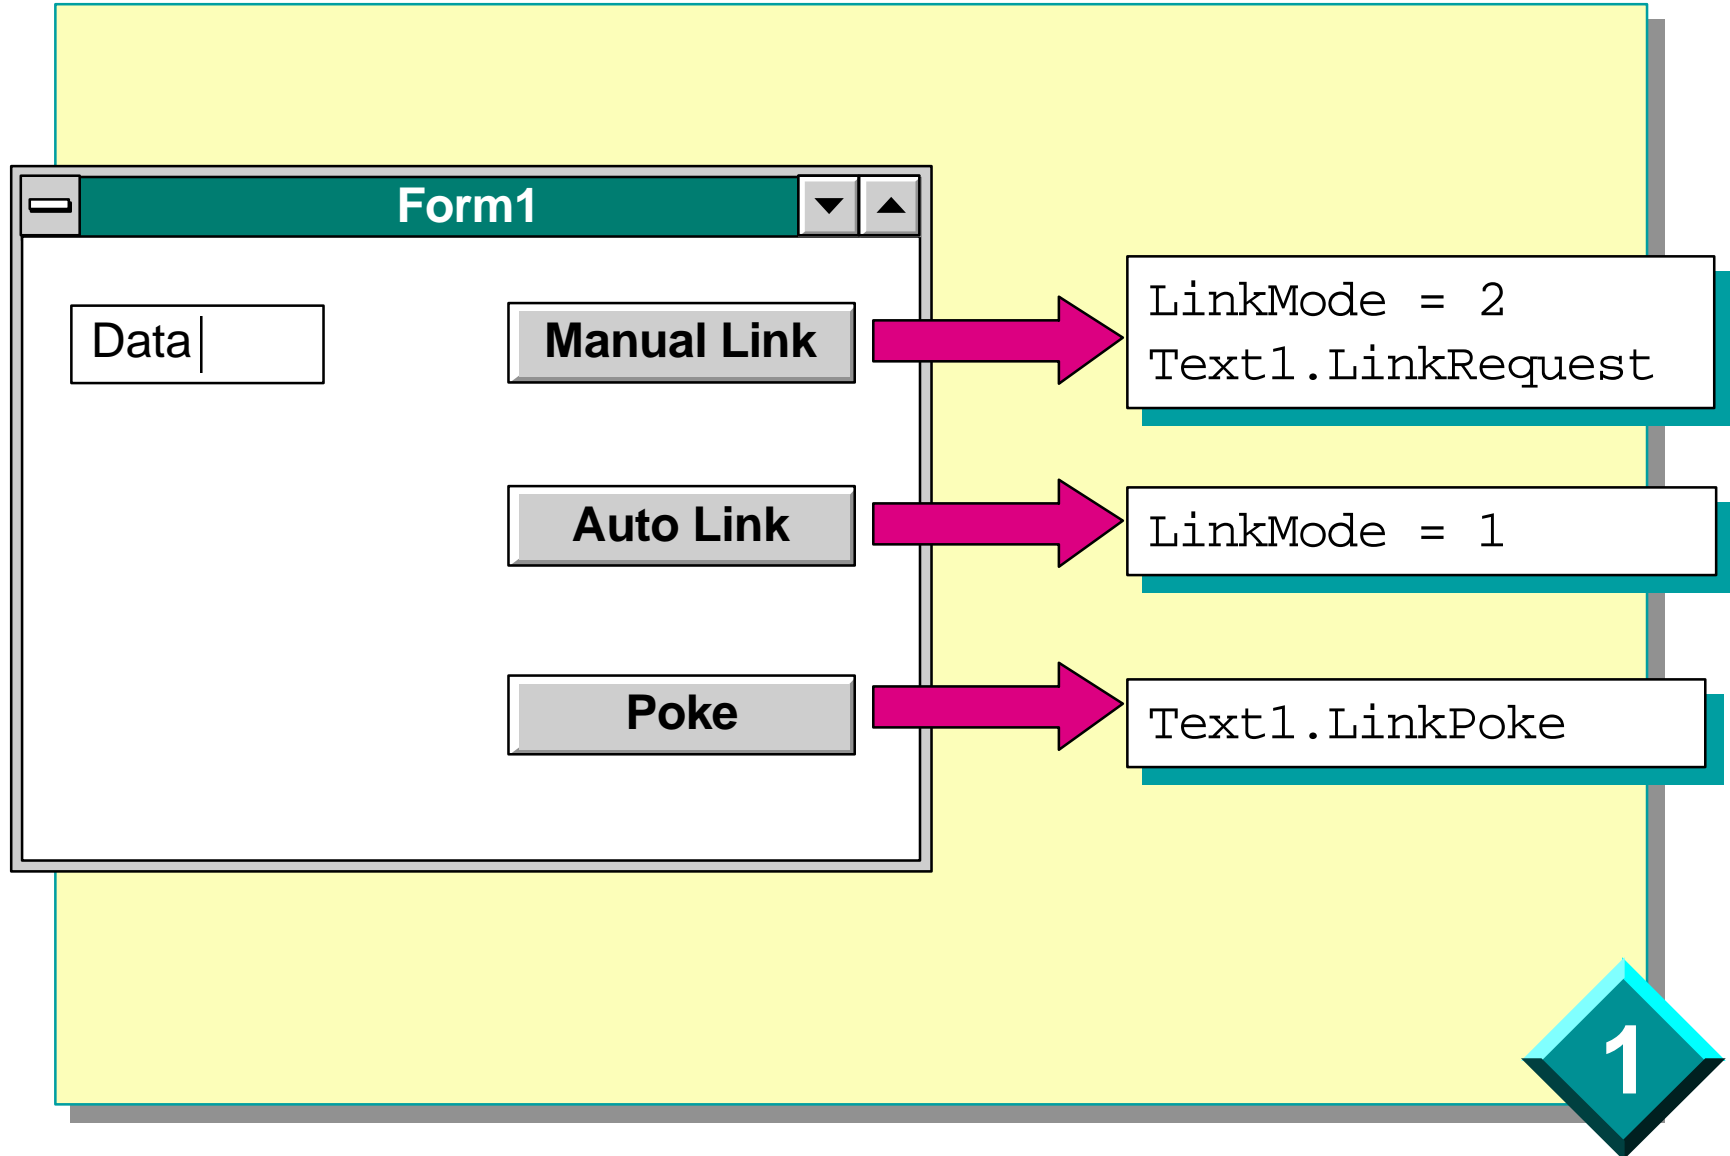 Form1
Data
Manual Link
LinkMode = 2
Text1.LinkRequest
Auto Link
LinkMode = 1
Poke
Text1.LinkPoke
1